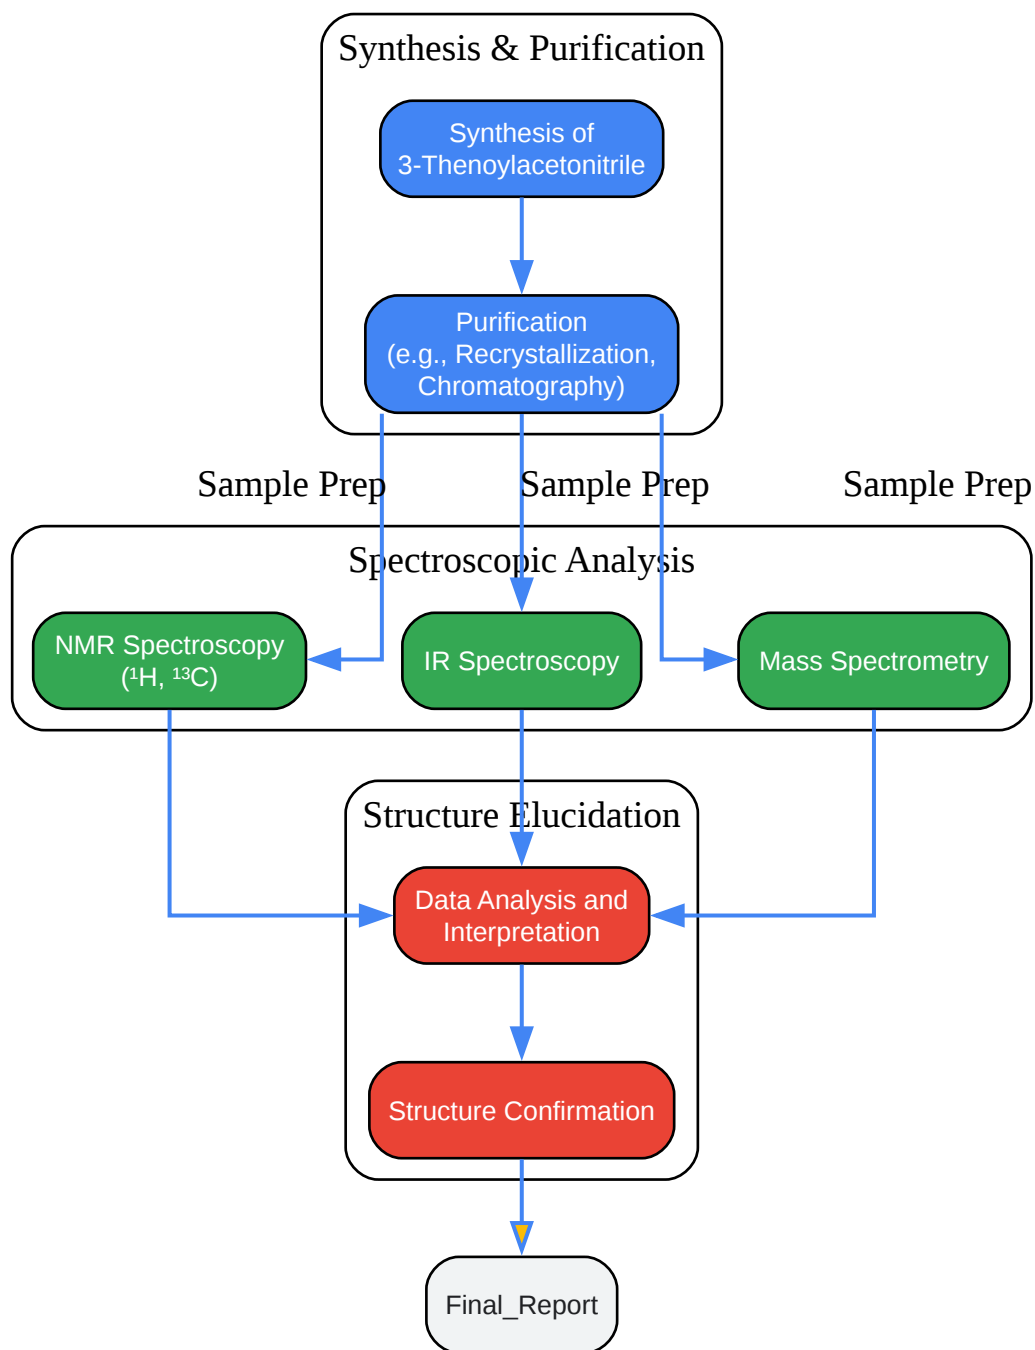 Synthesis & Purification
Synthesis of
3-Thenoylacetonitrile
Purification
(e.g., Recrystallization,
Chromatography)
Sample Prep
Sample Prep
Sample Prep
Spectroscopic Analysis
NMR Spectroscopy
(¹H, ¹³C)
IR Spectroscopy
Mass Spectrometry
Structure Elucidation
Data Analysis and
Interpretation
Structure Confirmation
Final_Report